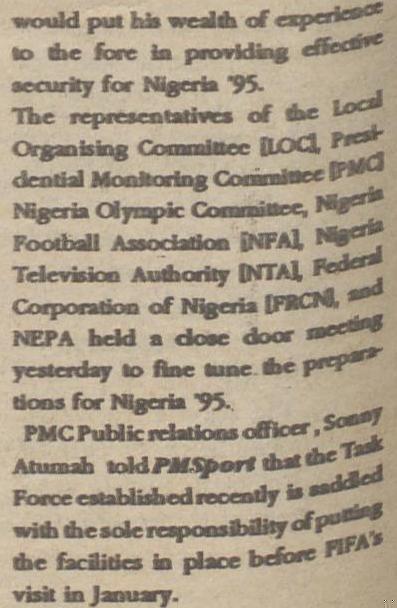 would put his wealth of experience
to the fore in providing effective
security for Nigeria '95.
The representatives of the Local
Organising Committee [LOC], Presi-
dential Monitoring Committee [PMC]
Nigeria Olympic Committee, Nigeria
Football Association [NFA], Nigeria
Television Authority [NTA], Federal
Corporation of Nigeria [FRCN], and
NEPA held a close door meeting
yesterday to fine tune the prepara-
tions for Nigeria '95.
PMC Public relations officer, Sonny
Atumah told PMSport that the Task
Force established recently is saddled
with the sole responsibility of putting
the facilities in place before FIFA's
visit in January.